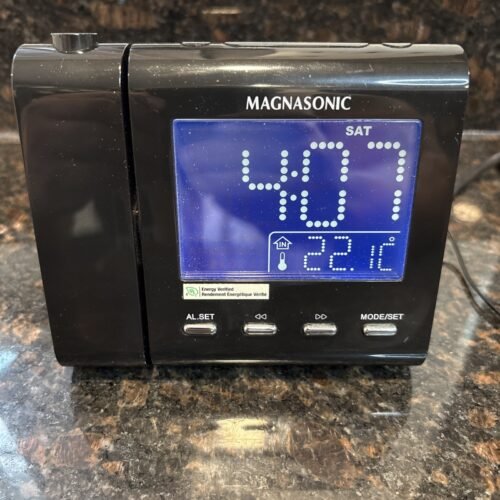 MAGNASONIC
SAT
4:07
IN
22.1°C
Energy Verified
Rendement Énergétique Vérifié
AL.SET
MODE/SET